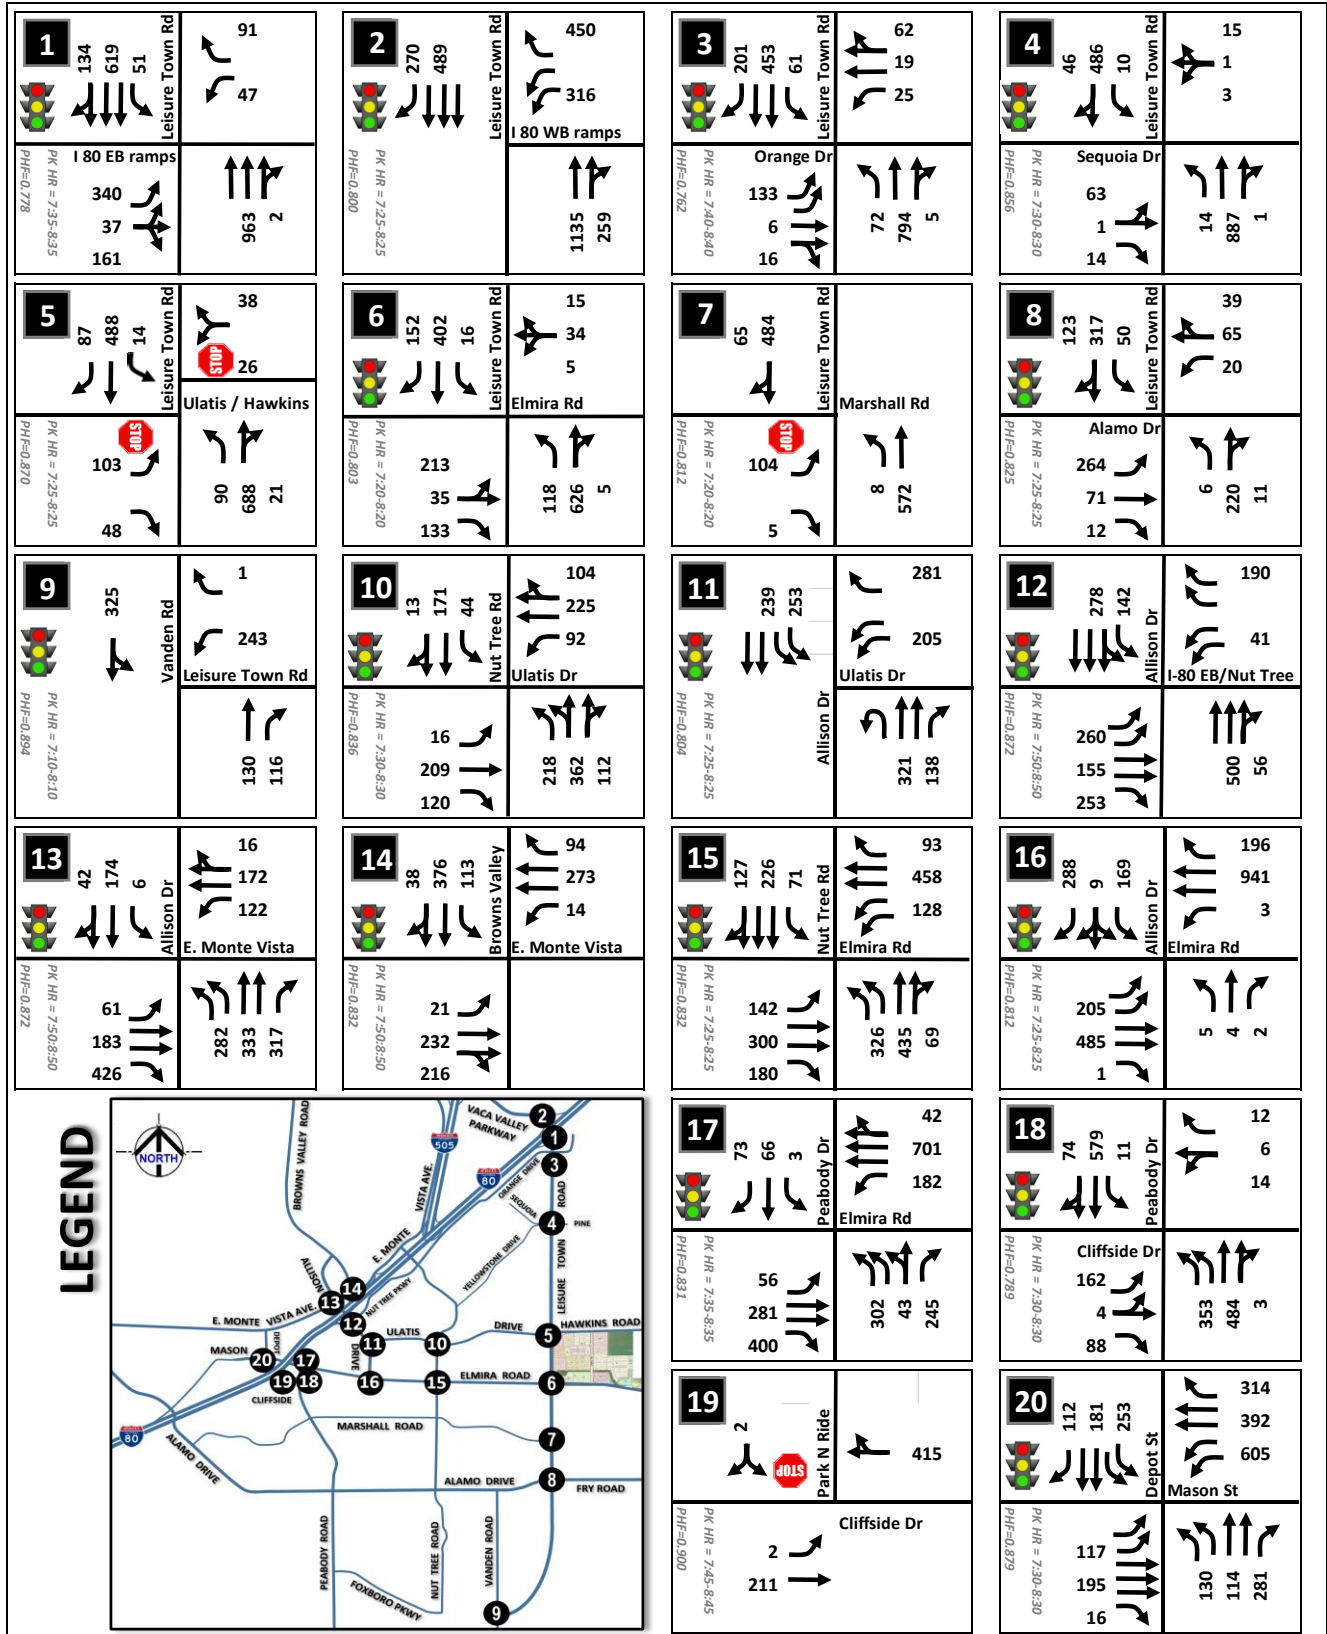 1
134 619 51
Leisure Town Rd
91
47
I 80 EB ramps
340
37
161
963 2
PK HR = 7:35-8:35
PHF=0.778
2
270 489
Leisure Town Rd
450
316
I 80 WB ramps
1135 259
PK HR = 7:25-8:25
PHF=0.800
3
201 453 61
Leisure Town Rd
62
19
25
Orange Dr
133
6
16
72 794 5
PK HR = 7:40-8:40
PHF=0.762
4
46 486 10
Leisure Town Rd
15
1
3
Sequoia Dr
63
1
14
14 887 1
PK HR = 7:30-8:30
PHF=0.856
5
87 488 14
Leisure Town Rd
38
STOP
26
Ulatis / Hawkins
STOP
103
48
90 688 21
PK HR = 7:25-8:25
PHF=0.870
6
152 402 16
Leisure Town Rd
15
34
5
Elmira Rd
213
35
133
118 626 5
PK HR = 7:20-8:20
PHF=0.803
7
65 484
Leisure Town Rd
Marshall Rd
STOP
104
5
8 572
PK HR = 7:20-8:20
PHF=0.812
8
123 317 50
Leisure Town Rd
39
65
20
Alamo Dr
264
71
12
6 220 11
PK HR = 7:25-8:25
PHF=0.825
9
325
Vanden Rd
1
243
Leisure Town Rd
130 116
PK HR = 7:10-8:10
PHF=0.894
10
13 171 44
Nut Tree Rd
104
225
92
Ulatis Dr
16
209
120
218 362 112
PK HR = 7:30-8:30
PHF=0.836
11
239 253
281
205
Ulatis Dr
Allison Dr
321 138
PK HR = 7:25-8:25
PHF=0.804
12
278 142
Allison Dr
190
41
I-80 EB/Nut Tree
260
155
253
500 56
PK HR = 7:50:8:50
PHF=0.872
13
42 174 6
Allison Dr
16
172
122
E. Monte Vista
61
183
426
282 333 317
PK HR = 7:50:8:50
PHF=0.872
14
38 376 113
Browns Valley
94
273
14
E. Monte Vista
21
232
216
PK HR = 7:50:8:50
PHF=0.832
15
127 226 71
Nut Tree Rd
93
458
128
Elmira Rd
142
300
180
326 435 69
PK HR = 7:25-8:25
PHF=0.832
16
288 9 169
Allison Dr
196
941
3
Elmira Rd
205
485
1
5 4 2
PK HR = 7:25-8:25
PHF=0.812
LEGEND
NORTH
BROWNS VALLEY ROAD
VACA VALLEY
PARKWAY
505
VISTA AVE.
80
ORANGE DRIVE
SEQUOIA
ROAD
PINE
E. MONTE
ALLISON
NUT TREE PKWY
YELLOWSTONE DRIVE
LEISURE TOWN
E. MONTE VISTA AVE.
DEPOT
MASON
ULATIS
DRIVE
HAWKINS ROAD
DRIVE
ELMIRA ROAD
CLIFFSIDE
MARSHALL ROAD
80
ALAMO DRIVE
ALAMO DRIVE
FRY ROAD
PEABODY ROAD
NUT TREE ROAD
VANDEN ROAD
FOXBORO PKWY
2
1
3
4
14
13
12
11
10
5
20
17
19
18
16
15
6
7
8
9
17
73 66 3
Peabody Dr
42
701
182
Elmira Rd
56
281
400
302 43 245
PK HR = 7:35-8:35
PHF=0.831
18
74 579 11
Peabody Dr
12
6
14
Cliffside Dr
162
4
88
353 484 3
PK HR = 7:30-8:30
PHF=0.789
19
2
STOP
Park N Ride
415
Cliffside Dr
2
211
PK HR = 7:45-8:45
PHF=0.900
20
112 181 253
Depot St
314
392
605
Mason St
117
195
16
130 114 281
PK HR = 7:30-8:30
PHF=0.879